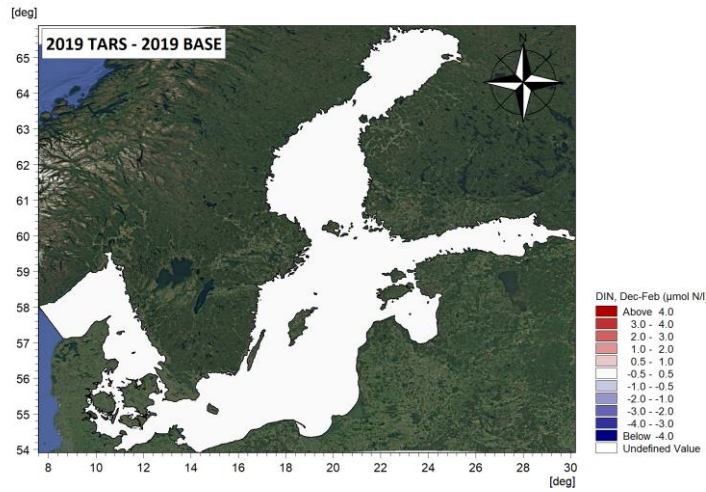 [deg]
2019 TARS - 2019 BASE
N
65
64
63
62
61
60
59
58
57
56
55
54
8 10 12 14 16 18 20 22 24 26 28 30
[deg]
DIN, Dec-Feb (µmol N/l
Above 4.0
3.0 - 4.0
2.0 - 3.0
1.0 - 2.0
0.5 - 1.0
-0.5 - 0.5
-1.0 - -0.5
-2.0 - -1.0
-3.0 - -2.0
-4.0 - -3.0
Below -4.0
Undefined Value